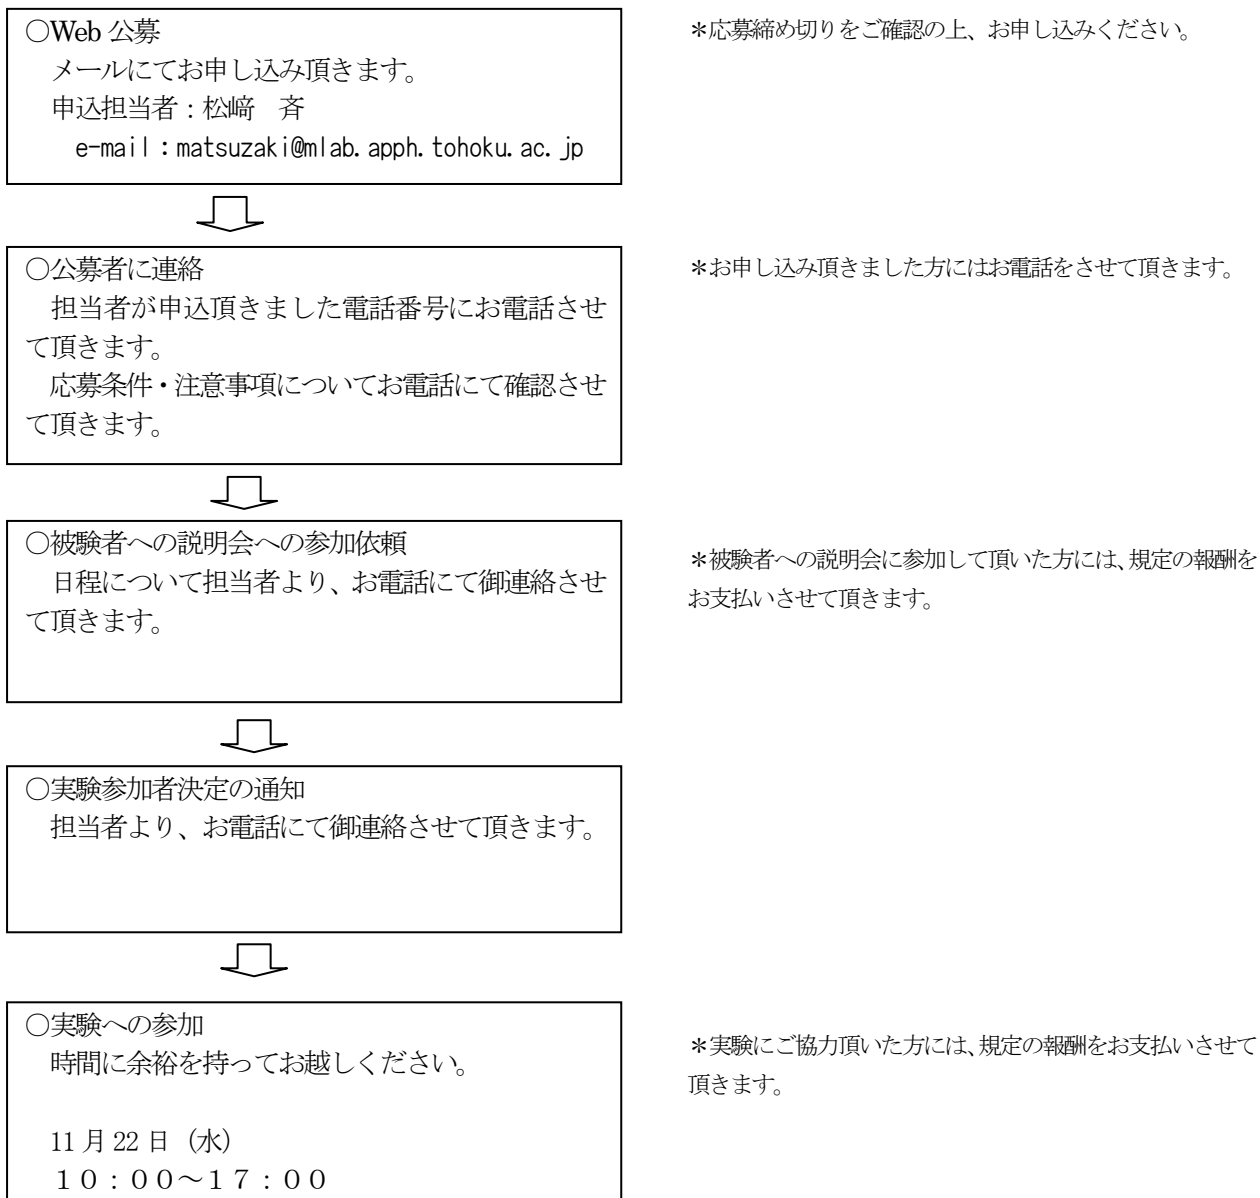 ○Web 公募
メールにてお申し込み頂きます。
申込担当者：松﨑　斉
e-mail：matsuzaki@mlab.apph.tohoku.ac.jp
＊応募締め切りをご確認の上、お申し込みください。
○公募者に連絡
担当者が申込頂きました電話番号にお電話させ
て頂きます。
応募条件・注意事項についてお電話にて確認させ
て頂きます。
＊お申し込み頂きました方にはお電話をさせて頂きます。
○被験者への説明会への参加依頼
日程について担当者より、お電話にて御連絡させ
て頂きます。
＊被験者への説明会に参加して頂いた方には、規定の報酬を
お支払いさせて頂きます。
○実験参加者決定の通知
担当者より、お電話にて御連絡させて頂きます。
○実験への参加
時間に余裕を持ってお越しください。
11 月 22 日（水）
１０：００～１７：００
＊実験にご協力頂いた方には、規定の報酬をお支払いさせて
頂きます。